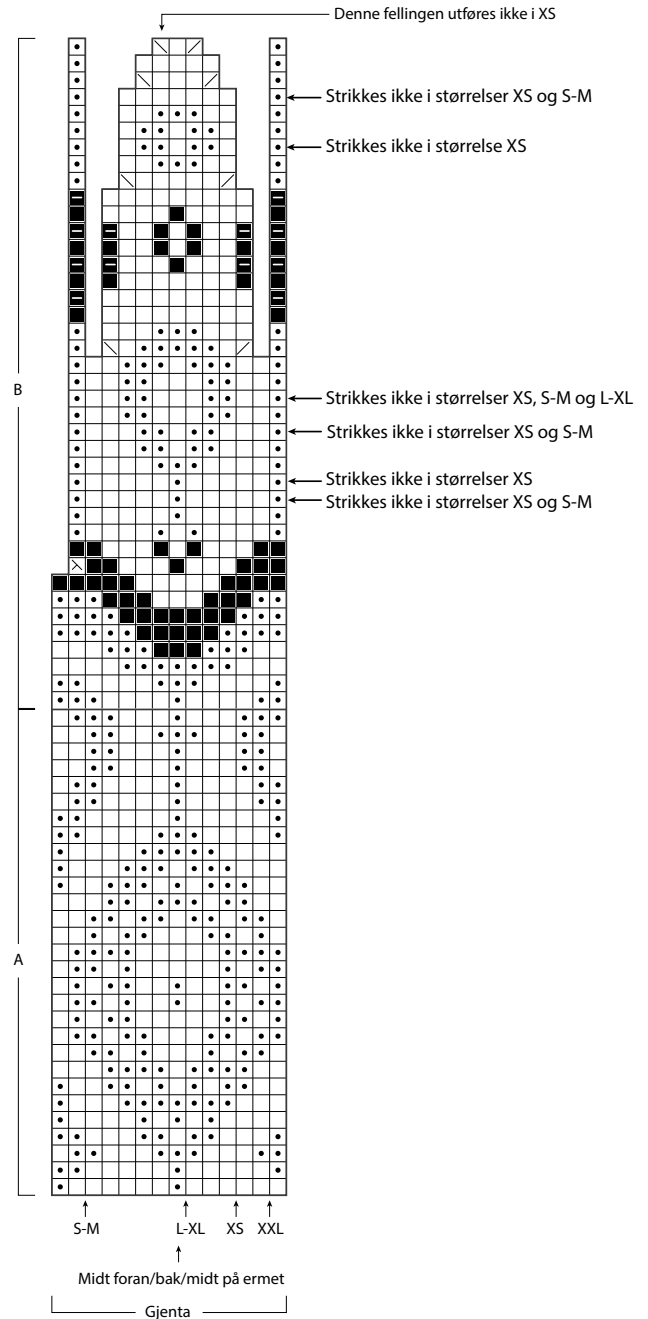 Denne fellingen utføres ikke i XS
Strikkes ikke i størrelser XS og S-M
Strikkes ikke i størrelse XS
B
Strikkes ikke i størrelser XS, S-M og L-XL
Strikkes ikke i størrelser XS og S-M
Strikkes ikke i størrelser XS
Strikkes ikke i størrelser XS og S-M
A
S-M L-XL XS XXL
Midt foran/bak/midt på ermet
Gjenta